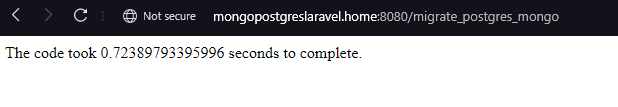 Not secure mongopostgreslaravel.home:8080/migrate_postgres_mongo
The code took 0.72389793395996 seconds to complete.